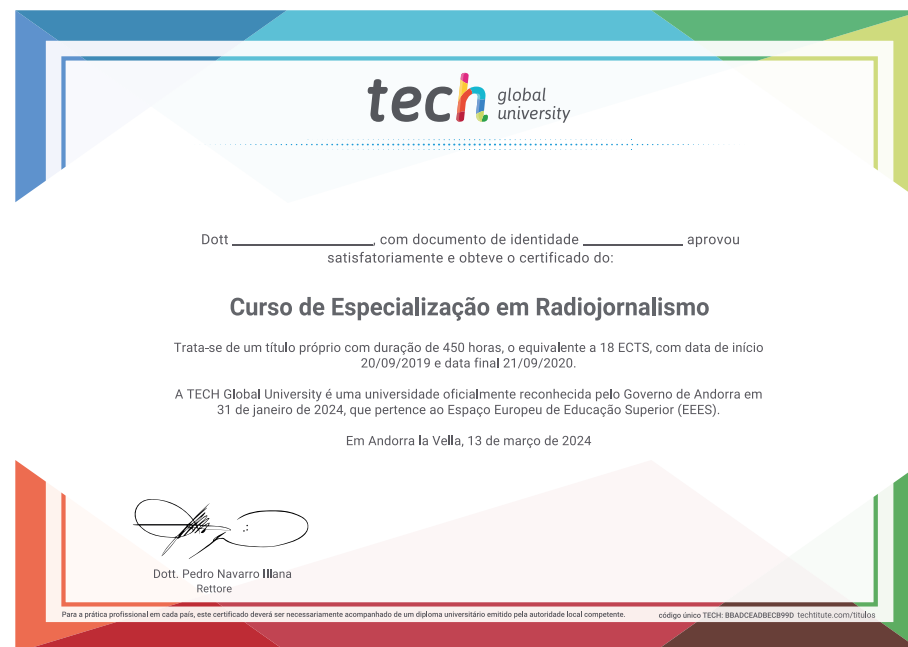 tech global university
Dott ____________________, com documento de identidade ______________ aprovou
satisfatoriamente e obteve o certificado do:
Curso de Especialização em Radiojornalismo
Trata-se de um título próprio com duração de 450 horas, o equivalente a 18 ECTS, com data de início
20/09/2019 e data final 21/09/2020.
A TECH Global University é uma universidade oficialmente reconhecida pelo Governo de Andorra em
31 de janeiro de 2024, que pertence ao Espaço Europeu de Educação Superior (EEES).
Em Andorra la Vella, 13 de março de 2024
Dott. Pedro Navarro Illana
Rettore
Para a prática profissional em cada país, este certificado deverá ser necessariamente acompanhado de um diploma universitário emitido pela autoridade local competente.
código único TECH: BBADCEADBECB99D techtitute.com/titulos